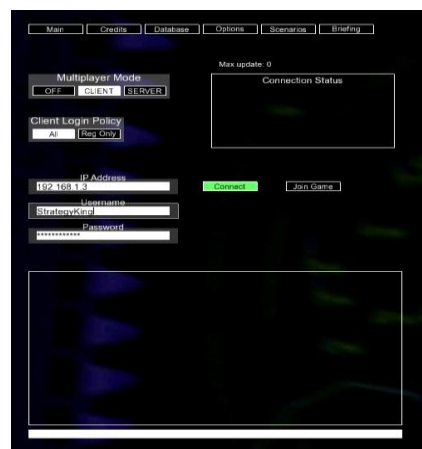 Main Credits Database Options Scenarios Briefing
Max update: 0
Multiplayer Mode
OFF CLIENT SERVER
Connection Status
Client Login Policy
All Reg Only
IP Address
192.168.1.3
Connect Join Game
Username
StrategyKing
Password
************